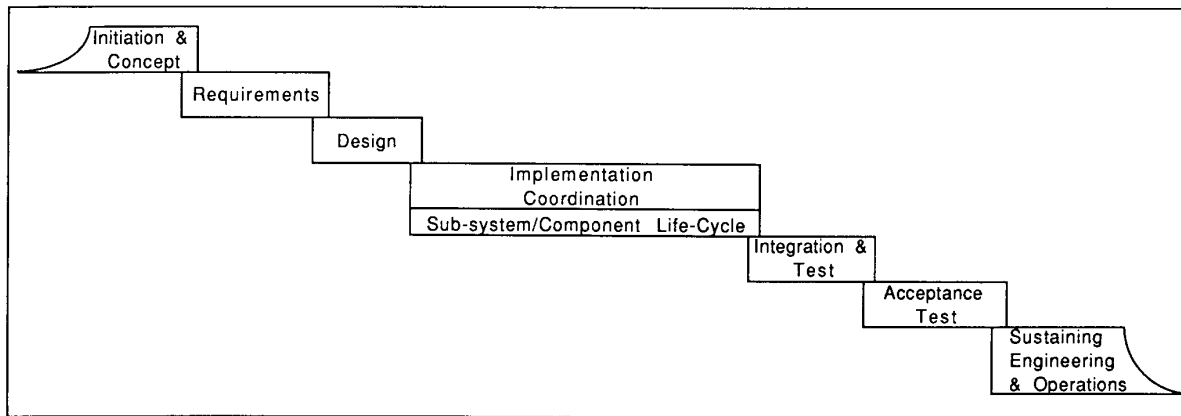 Initiation &
Concept
Requirements
Design
Implementation
Coordination
Sub-system/Component Life-Cycle
Integration &
Test
Acceptance
Test
Sustaining
Engineering
& Operations